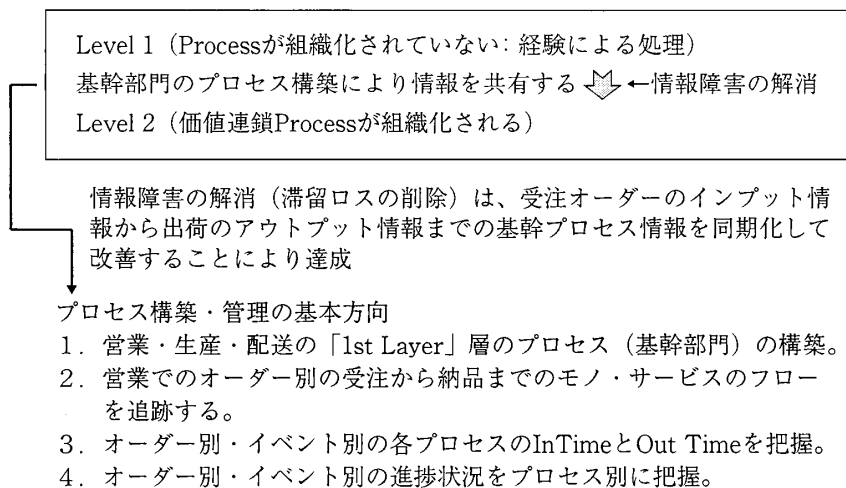 Level 1（Processが組織化されていない: 経験による処理）
基幹部門のプロセス構築により情報を共有する ←情報障害の解消
Level 2（価値連鎖Processが組織化される）
情報障害の解消（滞留ロスの削除）は、受注オーダーのインプット情
報から出荷のアウトプット情報までの基幹プロセス情報を同期化して
改善することにより達成
プロセス構築・管理の基本方向
1．営業・生産・配送の「1st Layer」層のプロセス（基幹部門）の構築。
2．営業でのオーダー別の受注から納品までのモノ・サービスのフロー
を追跡する。
3．オーダー別・イベント別の各プロセスのInTimeとOut Timeを把握。
4．オーダー別・イベント別の進捗状況をプロセス別に把握。